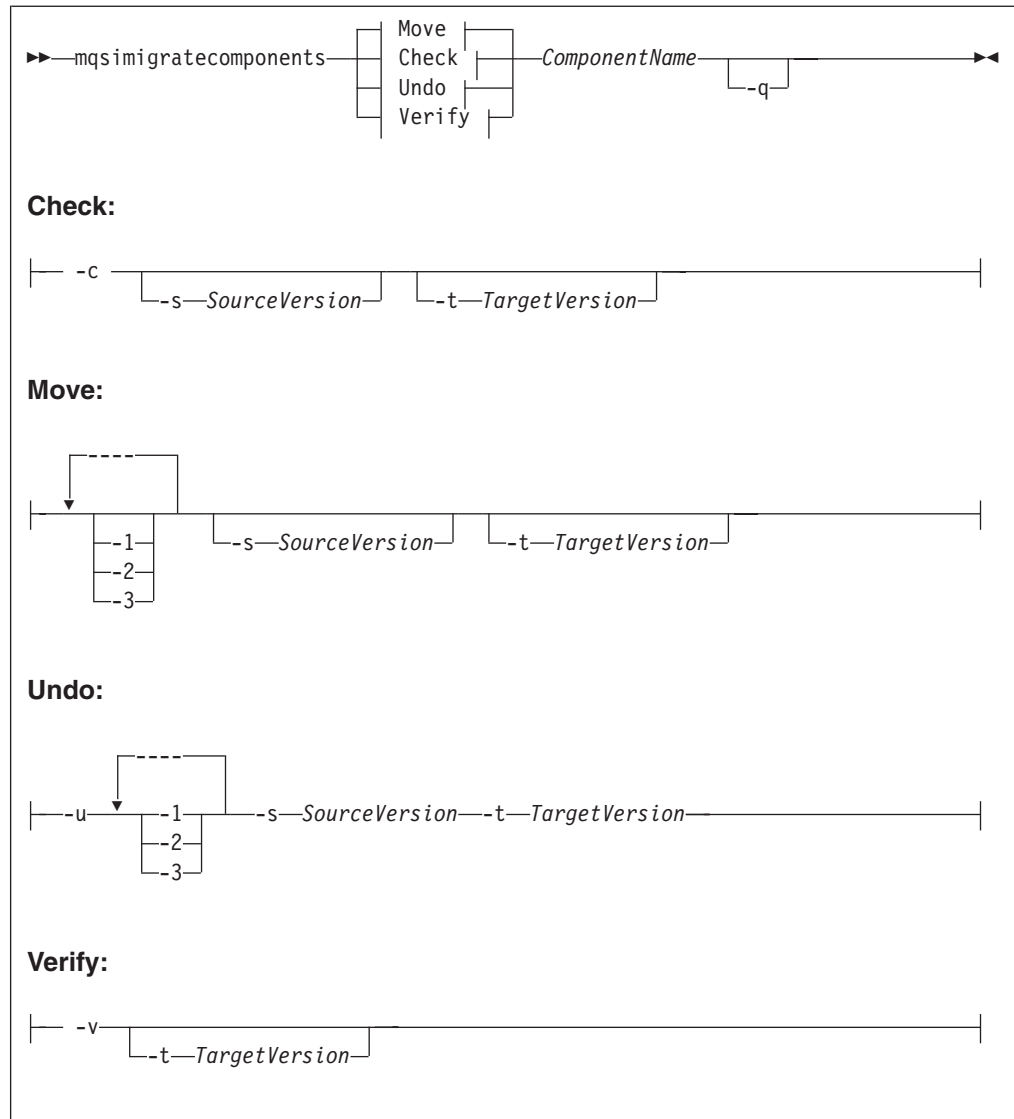 Move
mqsimigratecomponents Check ComponentName
Undo -q
Verify
Check:
-c
-s SourceVersion -t TargetVersion
Move:
----
-1 -s SourceVersion -t TargetVersion
-2
-3
Undo:
----
-u -1 -s SourceVersion -t TargetVersion
-2
-3
Verify:
-v
-t TargetVersion